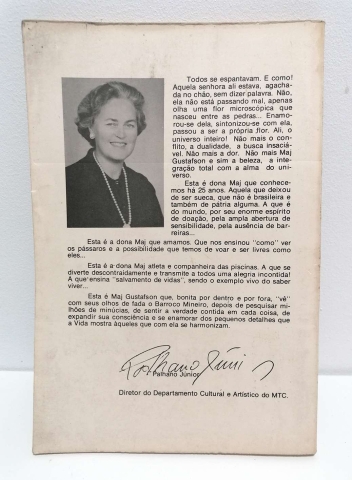 Todos se espantavam. E como!
Aquela senhora ali estava, agacha-
da no chão, sem dizer palavra. Não,
ela não está passando mal, apenas
olha uma flor microscópica que
nasceu entre as pedras... Enamo-
rou-se dela, sintonizou-se com ela,
passou a ser a própria flor. Ali, o
universo inteiro! Não mais o con-
flito, a dualidade, a busca insaciá-
vel. Não mais a dor. Não mais Maj
Gustafson e sim a beleza, a inte-
gração total com a alma do uni-
verso.
Esta é a dona Maj que conhece-
mos há 25 anos. Aquela que deixou
de ser sueca, que não é brasileira e
também de pátria alguma. A que é
do mundo, por seu enorme espírito
de doação, pela ampla abertura de
sensibilidade, pela ausência de bar-
reiras...
Esta é a dona Maj que amamos. Que nos ensinou "como" ver
os pássaros e a possibilidade que temos de voar e ser livres como
eles...
Esta é a dona Maj atleta e companheira das piscinas. A que se
diverte descontraidamente e transmite a todos uma alegria incontida!
A que ensina "salvamento de vidas", sendo o exemplo vivo do saber
viver...
Esta é Maj Gustafson que, bonita por dentro e por fora, "vê"
com seus olhos de fada o Barroco Mineiro, depois de pesquisar mi-
lhões de minúcias, de sentir a verdade contida em cada coisa, de
expandir sua consciência e se enamorar dos pequenos detalhes que
a Vida mostra àqueles que com ela se harmonizam.
Palhano Júnior
Palhano Júnior
Diretor do Departamento Cultural e Artístico do MTC.